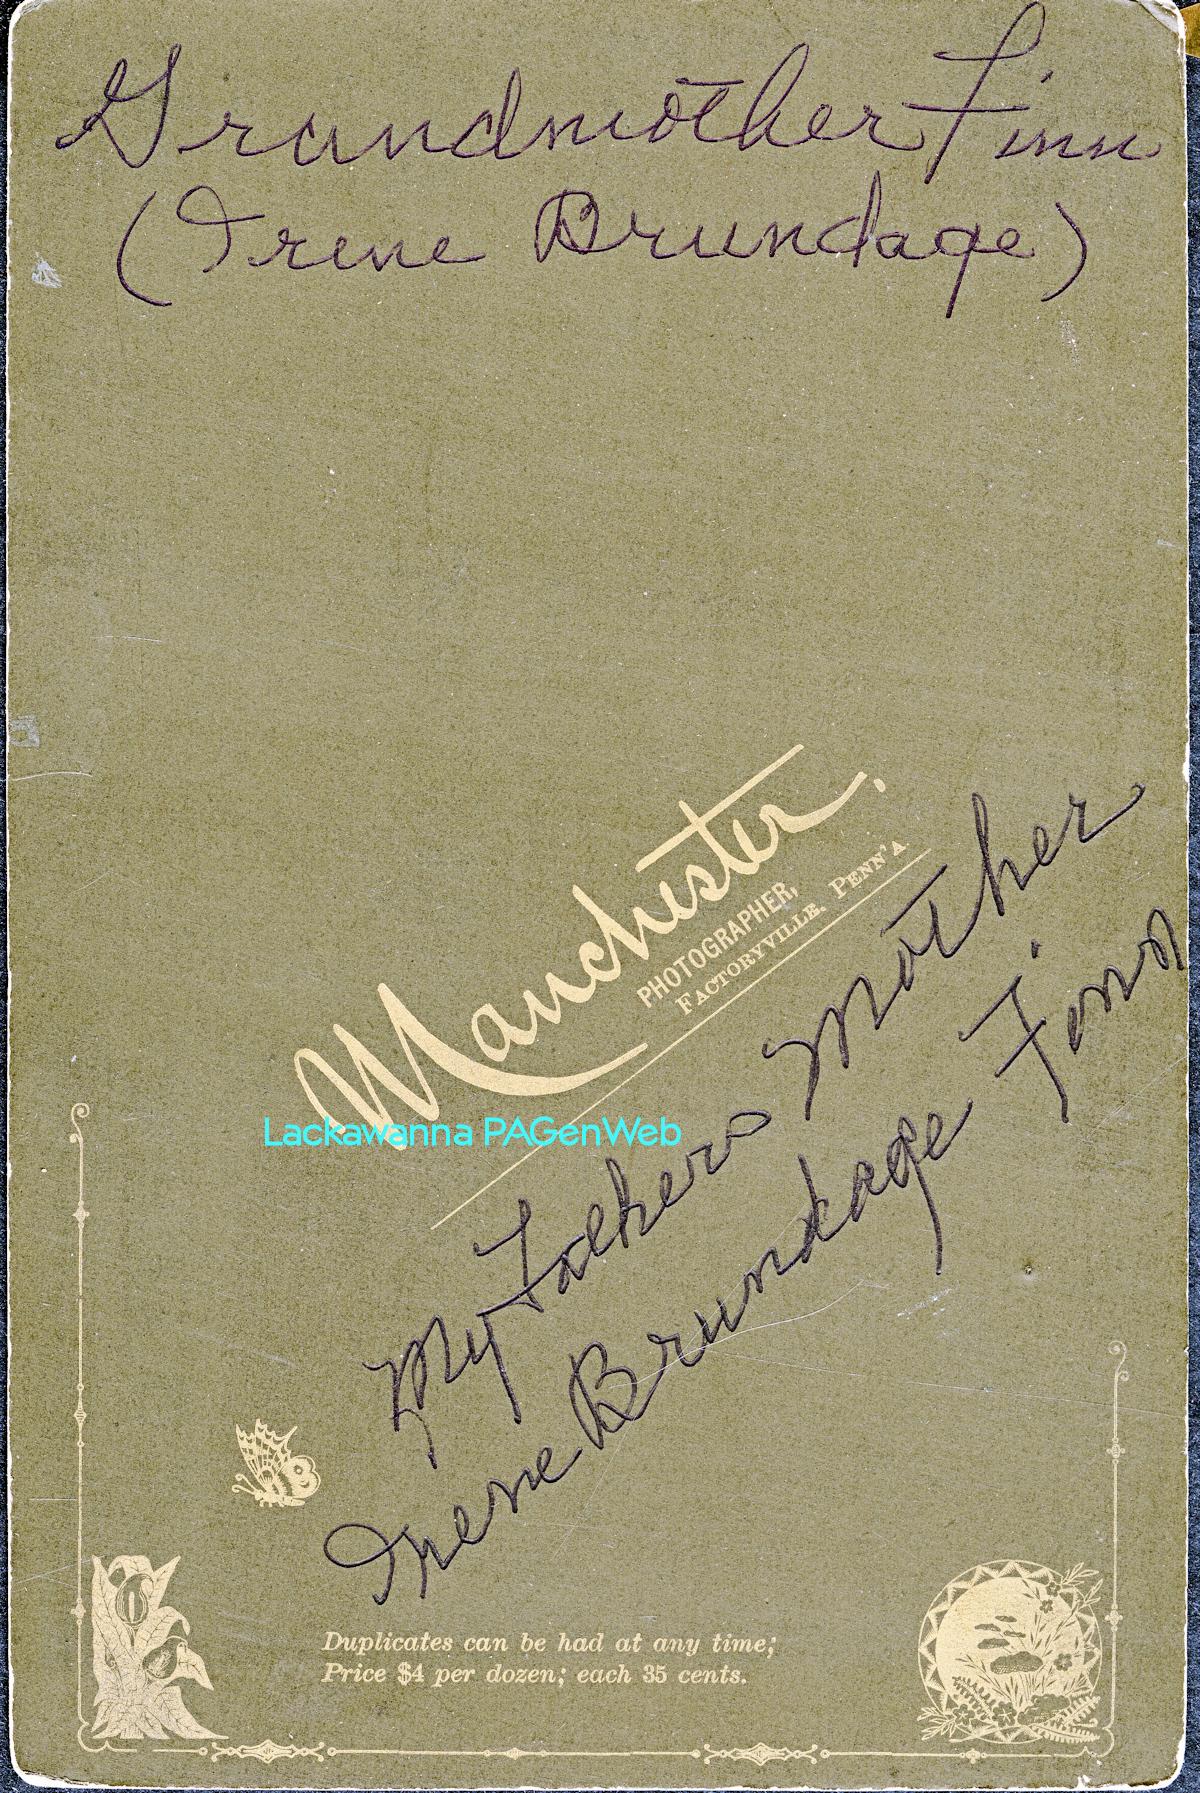 Grandmother Finn
(Irene Brundage)
Manchester.
PHOTOGRAPHER,
FACTORYVILLE, PENN'A.
Lackawanna PAGenWeb
My Fathers Mother
Irene Brundage Finn
Duplicates can be had at any time;
Price $4 per dozen; each 35 cents.